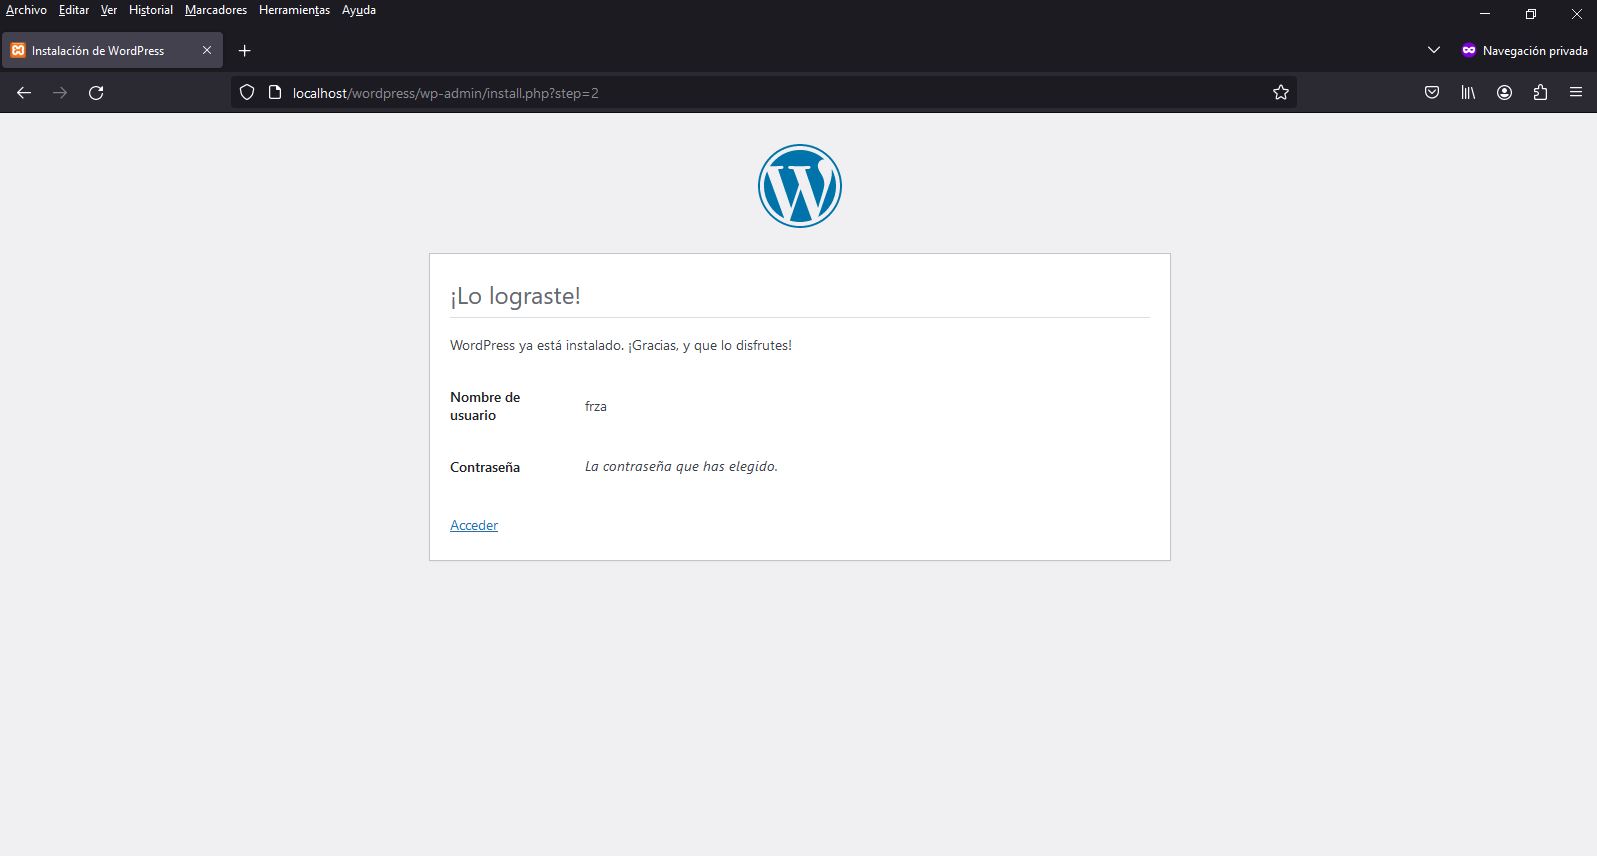 Archivo Editar Ver Historial Marcadores Herramientas Ayuda
Instalación de WordPress
Navegación privada
localhost/wordpress/wp-admin/install.php?step=2
¡Lo lograste!
WordPress ya está instalado. ¡Gracias, y que lo disfrutes!
Nombre de
usuario
frza
Contraseña
La contraseña que has elegido.
Acceder